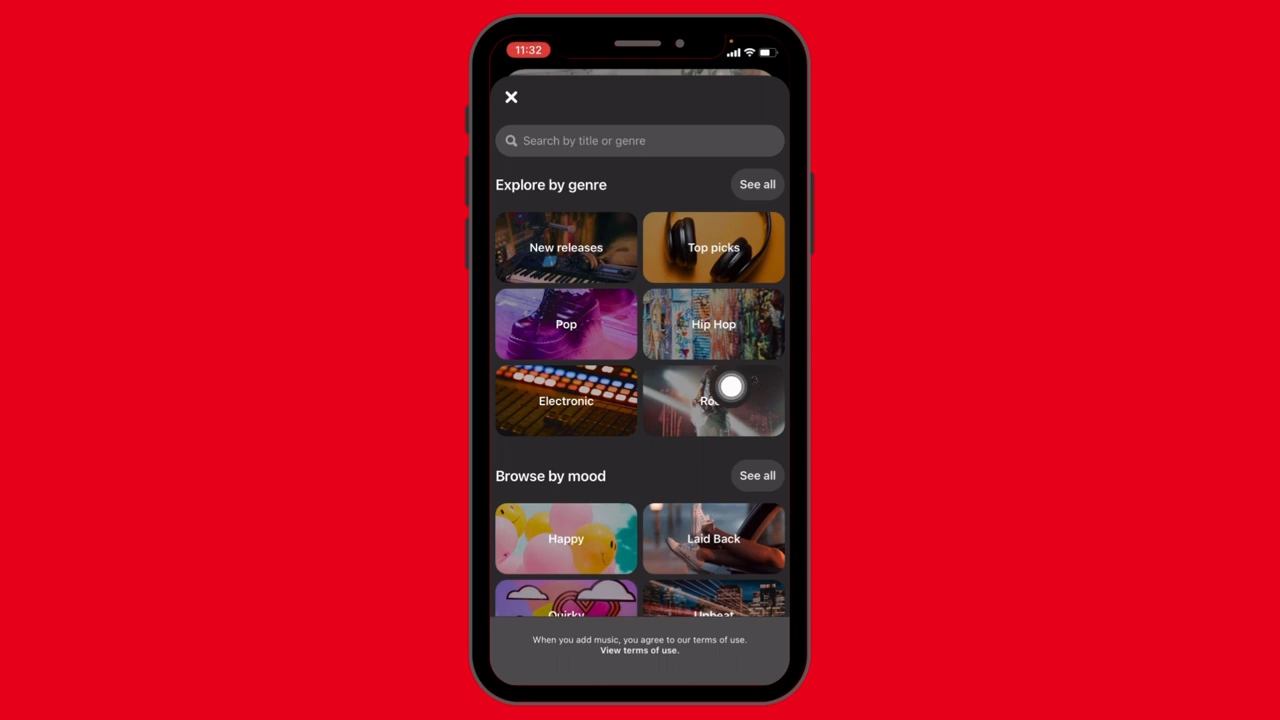 11:32
Search by title or genre
Explore by genre
See all
New releases
Top picks
Pop
Hip Hop
Electronic
Browse by mood
See all
Happy
Laid Back
Quirky
Upbeat
When you add music, you agree to our terms of use.
View terms of use.